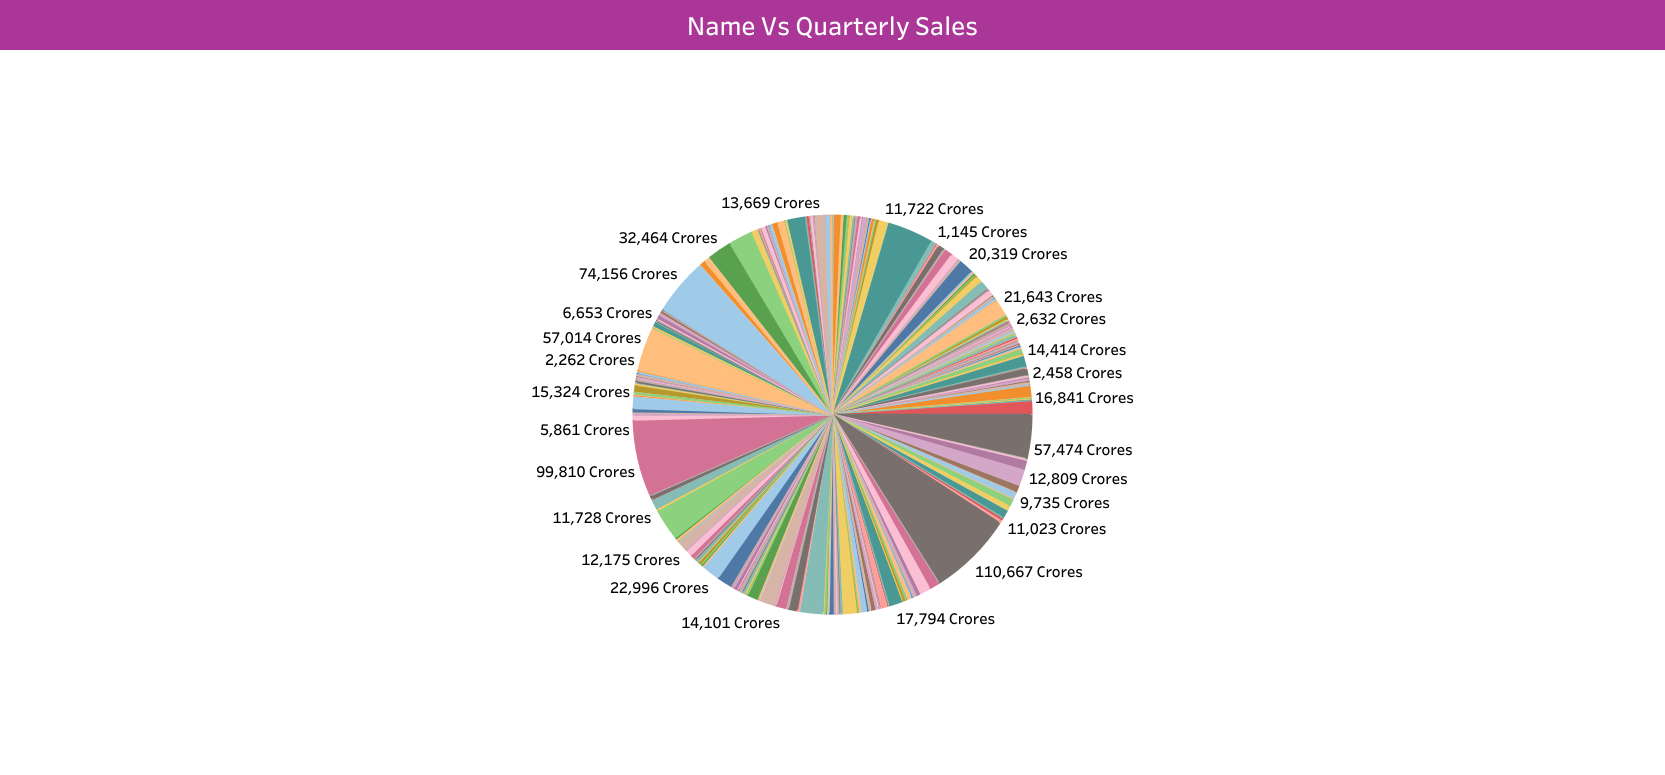 Name Vs Quarterly Sales
13,669 Crores
11,722 Crores
1,145 Crores
32,464 Crores
20,319 Crores
74,156 Crores
21,643 Crores
6,653 Crores
2,632 Crores
57,014 Crores
14,414 Crores
2,262 Crores
2,458 Crores
15,324 Crores
16,841 Crores
5,861 Crores
57,474 Crores
99,810 Crores
12,809 Crores
9,735 Crores
11,728 Crores
11,023 Crores
12,175 Crores
110,667 Crores
22,996 Crores
17,794 Crores
14,101 Crores